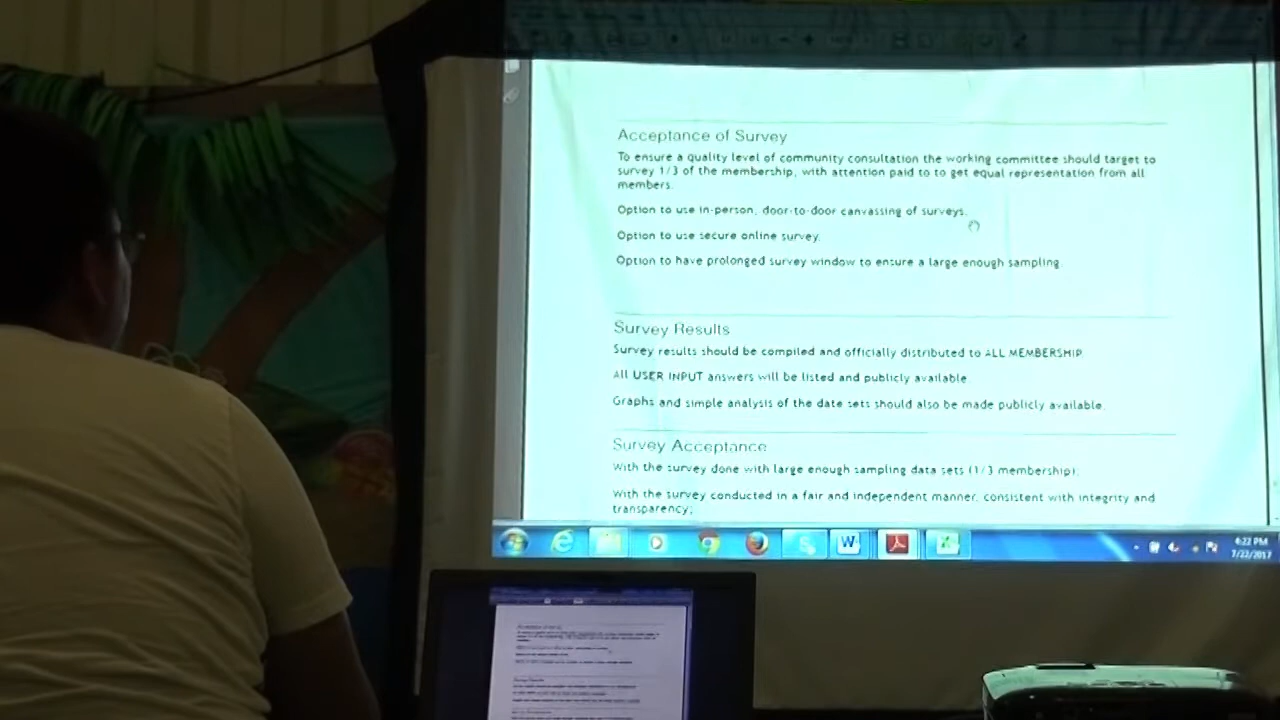 Acceptance of Survey
To ensure a quality level of community consultation the working committee should target to
survey 1/3 of the membership, with attention paid to to get equal representation from all
members.
Option to use in-person, door-to-door canvassing of surveys.
Option to use secure online survey.
Option to have prolonged survey window to ensure a large enough sampling.
Survey Results
Survey results should be compiled and officially distributed to ALL MEMBERSHIP.
All USER INPUT answers will be listed and publicly available.
Graphs and simple analysis of the date sets should also be made publicly available.
Survey Acceptance
With the survey done with large enough sampling data sets (1/3 membership);
With the survey conducted in a fair and independent manner, consistent with integrity and
transparency;
4:22 PM
7/22/2017